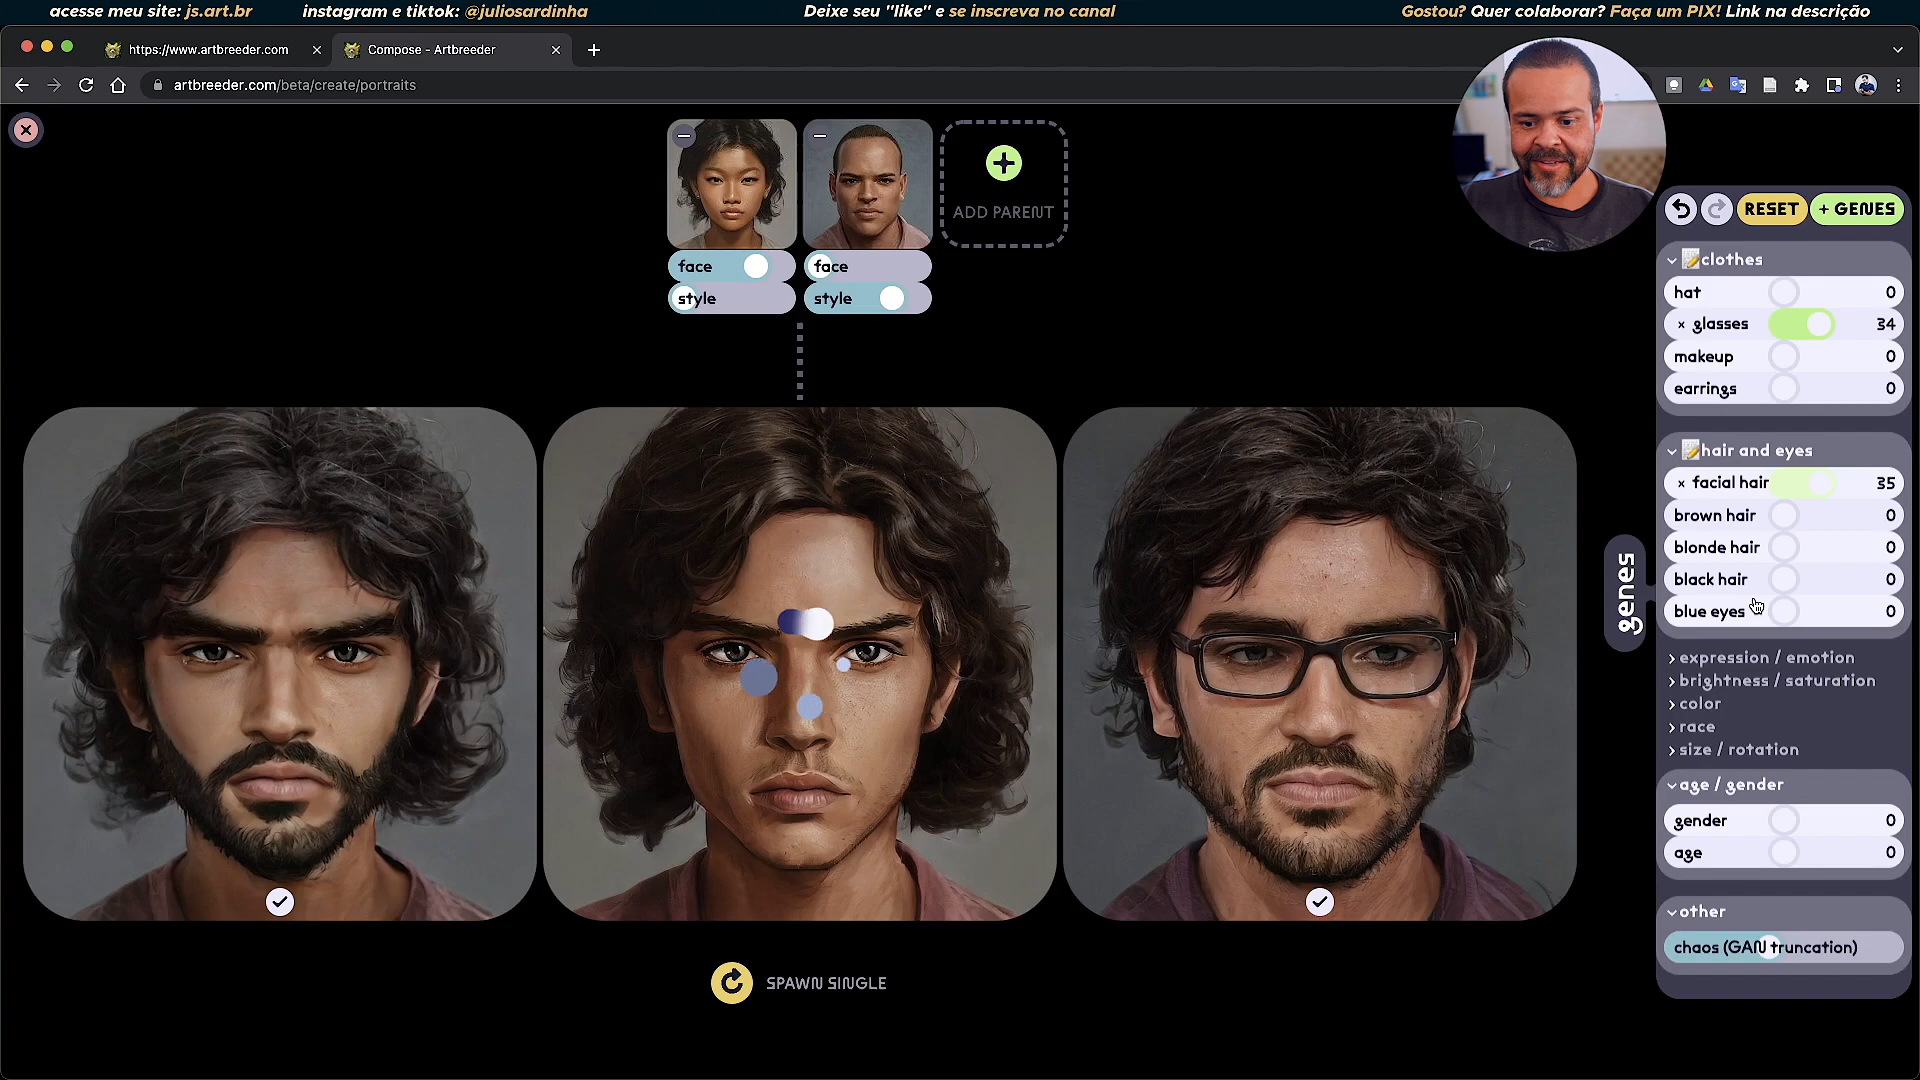 acesse meu site: js.art.br
instagram e tiktok: @juliosardinha
Deixe seu "like" e se inscreva no canal
Gostou? Quer colaborar? Faça um PIX! Link na descrição
https://www.artbreeder.com
Compose - Artbreeder
artbreeder.com/beta/create/portraits
ADD PARENT
face
style
face
style
RESET
+ GENES
clothes
hat 0
× glasses 34
makeup 0
earrings 0
hair and eyes
× facial hair 35
brown hair 0
blonde hair 0
black hair 0
blue eyes 0
genes
expression / emotion
brightness / saturation
color
race
size / rotation
age / gender
gender 0
age 0
other
chaos (GAN truncation)
SPAWN SINGLE